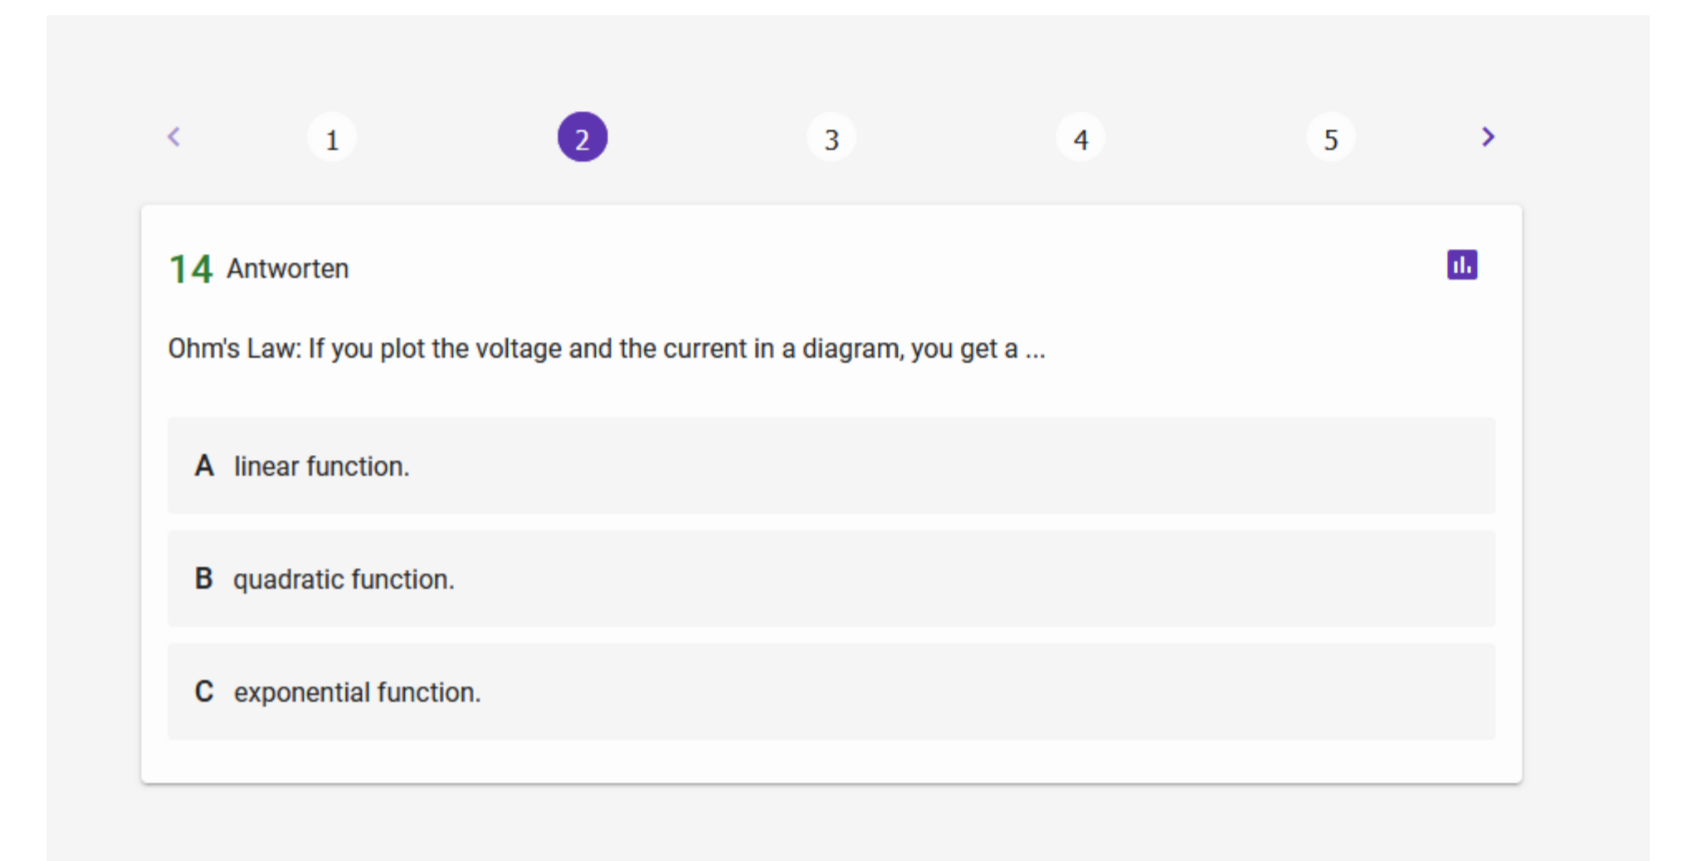 1 2 3 4 5
14 Antworten
Ohm's Law: If you plot the voltage and the current in a diagram, you get a ...
A linear function.
B quadratic function.
C exponential function.